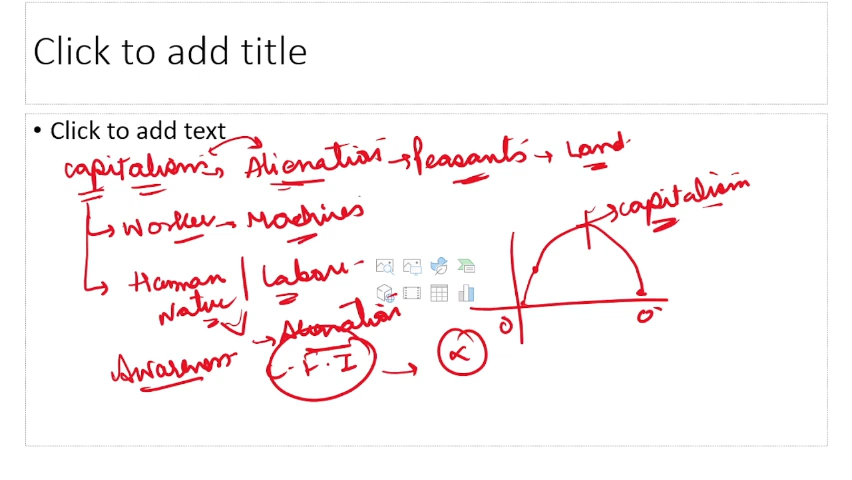 Click to add title
• Click to add text
Capitalism → Alienation → Peasants → Land
Worker → Machines
→ Capitalism
Human Nature | Labour
0 0
Awareness → Alienation
F.I → ∝